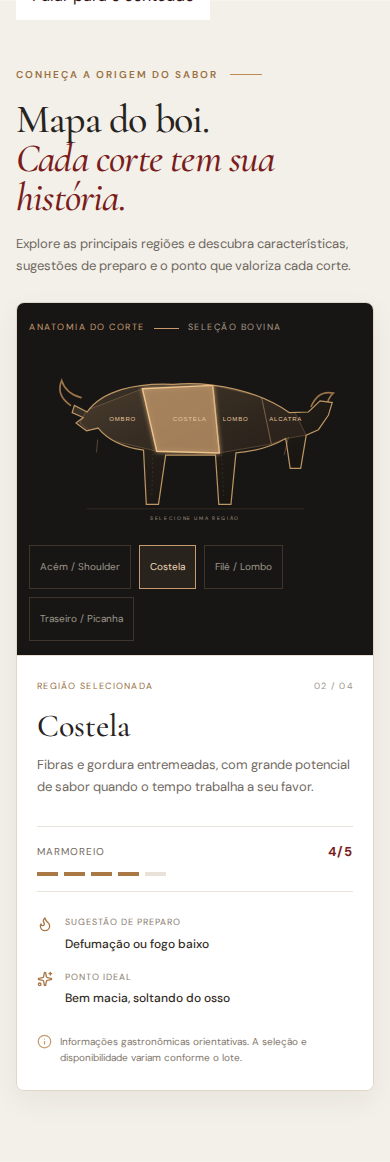 Pular para o conteúdo
CONHEÇA A ORIGEM DO SABOR
Mapa do boi.
Cada corte tem sua
história.
Explore as principais regiões e descubra características,
sugestões de preparo e o ponto que valoriza cada corte.
ANATOMIA DO CORTE
SELEÇÃO BOVINA
OMBRO
COSTELA
LOMBO
ALCATRA
SELECIONE UMA REGIÃO
Acém / Shoulder
Costela
Filé / Lombo
Traseiro / Picanha
REGIÃO SELECIONADA
02 / 04
Costela
Fibras e gordura entremeadas, com grande potencial
de sabor quando o tempo trabalha a seu favor.
MARMOREIO
4/5
SUGESTÃO DE PREPARO
Defumação ou fogo baixo
PONTO IDEAL
Bem macia, soltando do osso
Informações gastronômicas orientativas. A seleção e
disponibilidade variam conforme o lote.